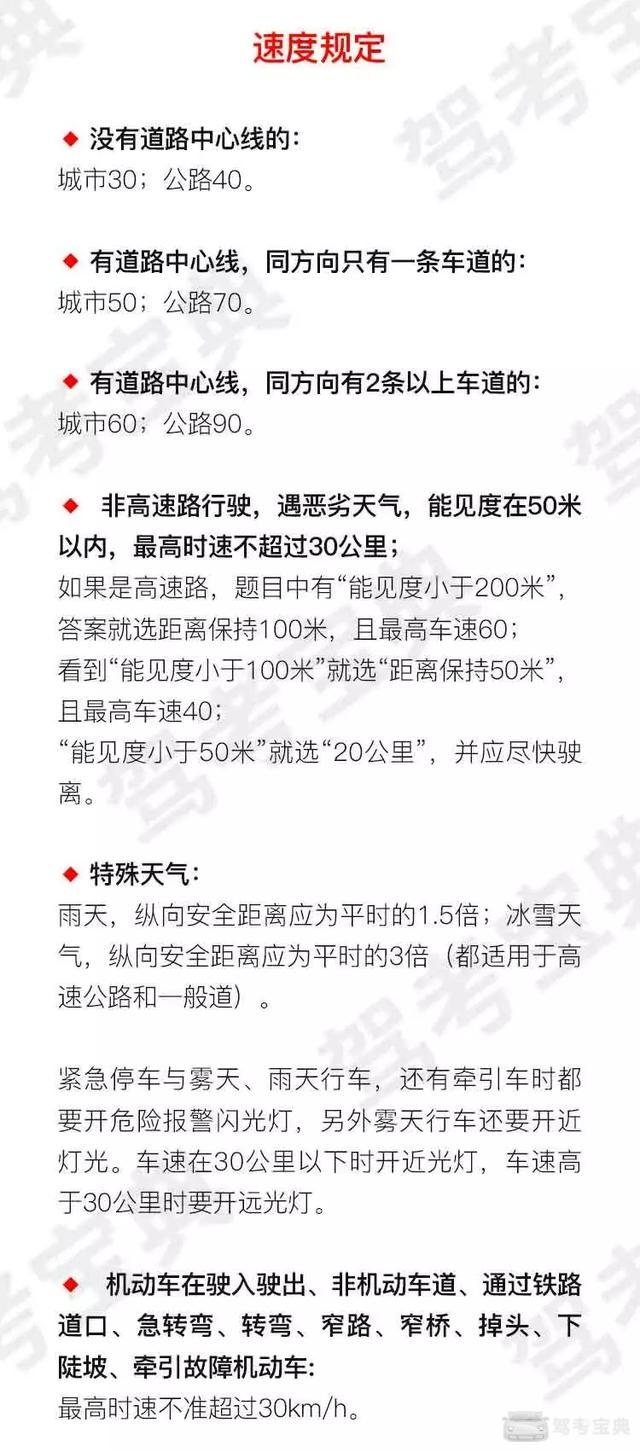 速度规定
没有道路中心线的：
城市30；公路40。
有道路中心线，同方向只有一条车道的：
城市50；公路70。
有道路中心线，同方向有2条以上车道的：
城市60；公路90。
非高速路行驶，遇恶劣天气，能见度在50米
以内，最高时速不超过30公里；
如果是高速路，题目中有“能见度小于200米”，
答案就选距离保持100米，且最高车速60；
看到“能见度小于100米”就选“距离保持50米”，
且最高车速40；
“能见度小于50米”就选“20公里”，并应尽快驶
离。
特殊天气：
雨天，纵向安全距离应为平时的1.5倍；冰雪天
气，纵向安全距离应为平时的3倍（都适用于高
速公路和一般道）。
紧急停车与雾天、雨天行车，还有牵引车时都
要开危险报警闪光灯，另外雾天行车还要开近
灯光。车速在30公里以下时开近光灯，车速高
于30公里时要开远光灯。
机动车在驶入驶出、非机动车道、通过铁路
道口、急转弯、转弯、窄路、窄桥、掉头、下
陡坡、牵引故障机动车:
最高时速不准超过30km/h。
驾考宝典